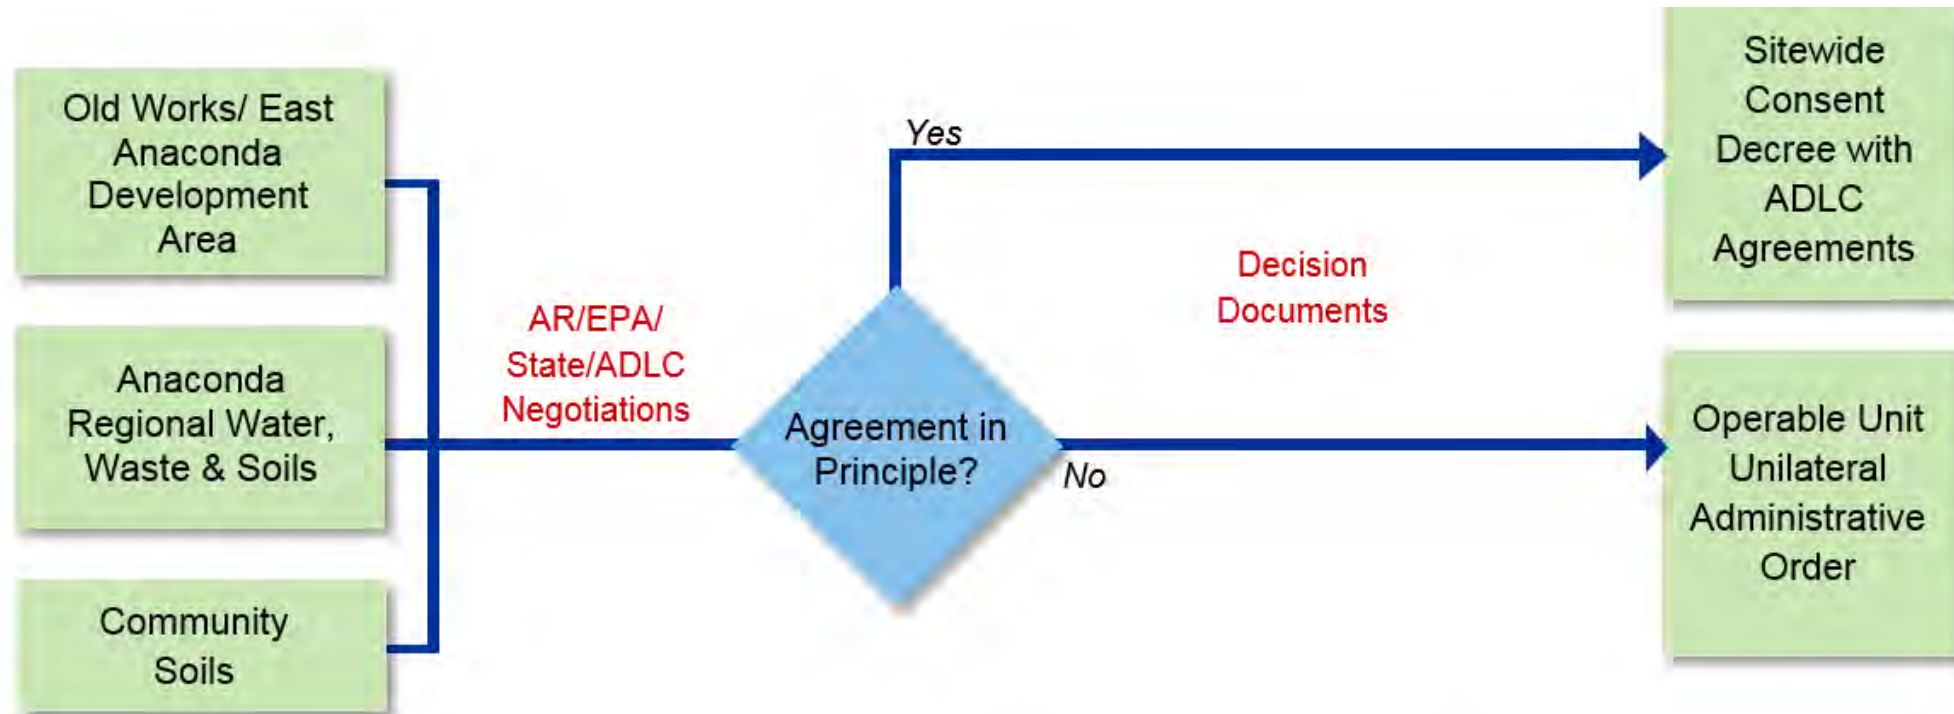 Old Works/ East
Anaconda
Development
Area
Anaconda
Regional Water,
Waste & Soils
Community
Soils
AR/EPA/
State/ADLC
Negotiations
Agreement in
Principle?
Yes
No
Decision
Documents
Sitewide
Consent
Decree with
ADLC
Agreements
Operable Unit
Unilateral
Administrative
Order